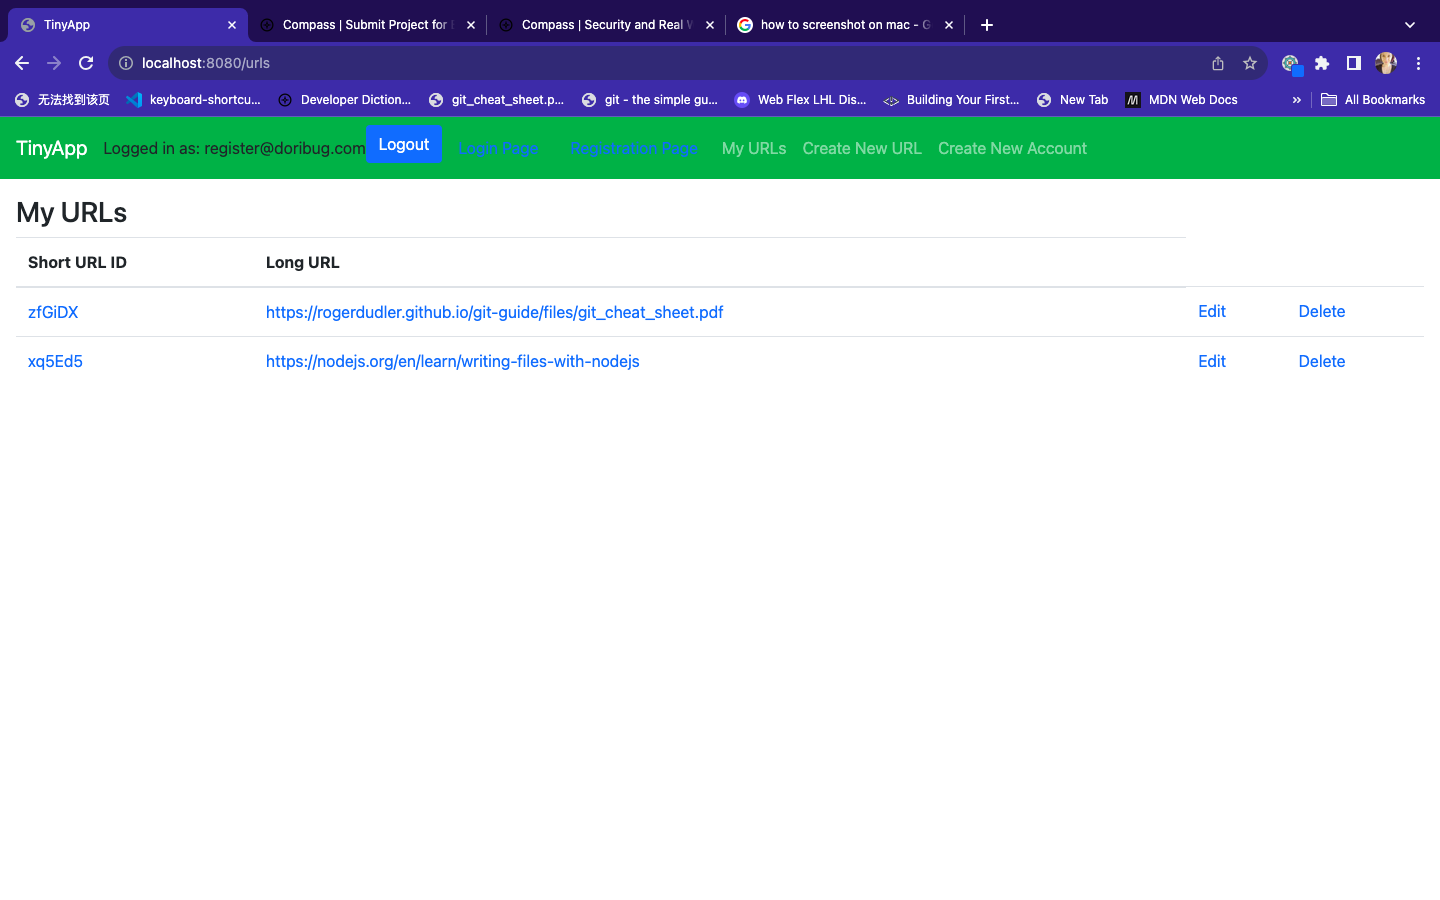 TinyApp
Compass | Submit Project for
Compass | Security and Real
how to screenshot on mac - G
localhost:8080/urls
无法找到该页
keyboard-shortcu...
Developer Diction...
git_cheat_sheet.p...
git - the simple gu...
Web Flex LHL Dis...
Building Your First...
New Tab
MDN Web Docs
»
All Bookmarks
TinyApp Logged in as: register@doribug.com Logout Login Page Registration Page My URLs Create New URL Create New Account
My URLs
Short URL ID Long URL
zfGiDX https://rogerdudler.github.io/git-guide/files/git_cheat_sheet.pdf Edit Delete
xq5Ed5 https://nodejs.org/en/learn/writing-files-with-nodejs Edit Delete